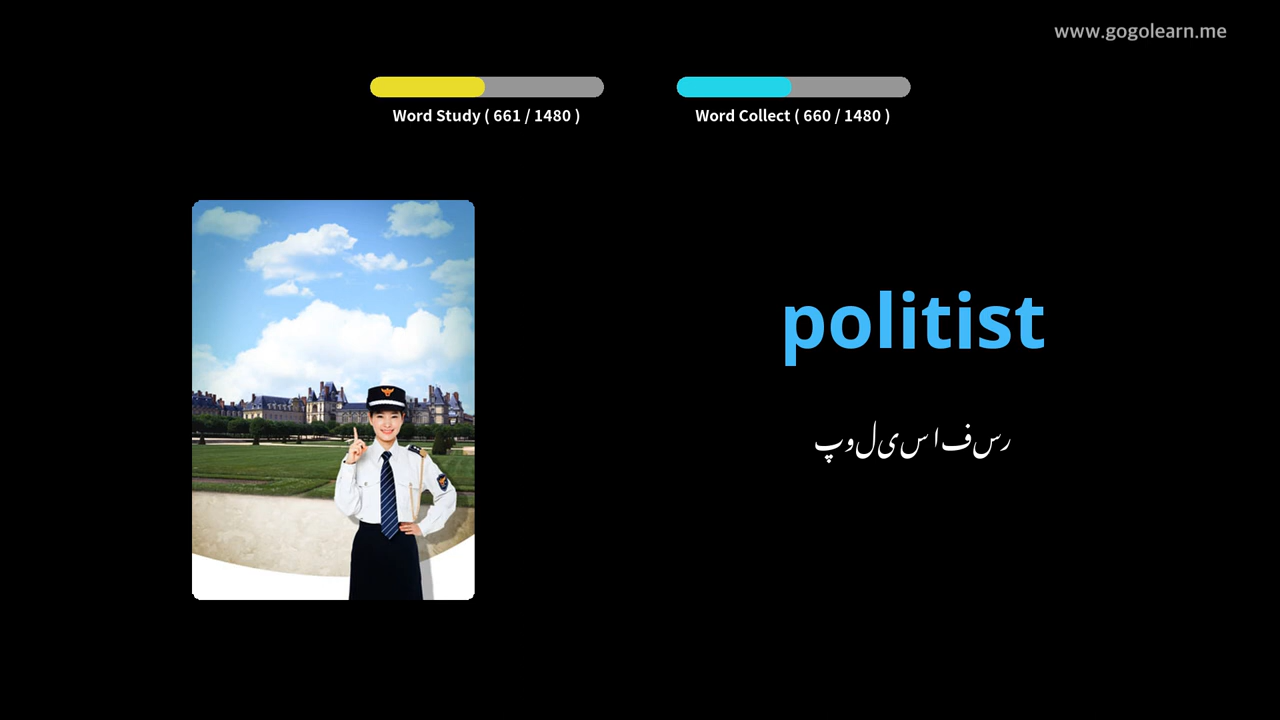 www.gogolearn.me
Word Study ( 661 / 1480 )
Word Collect ( 660 / 1480 )
politist
پولیس افسر